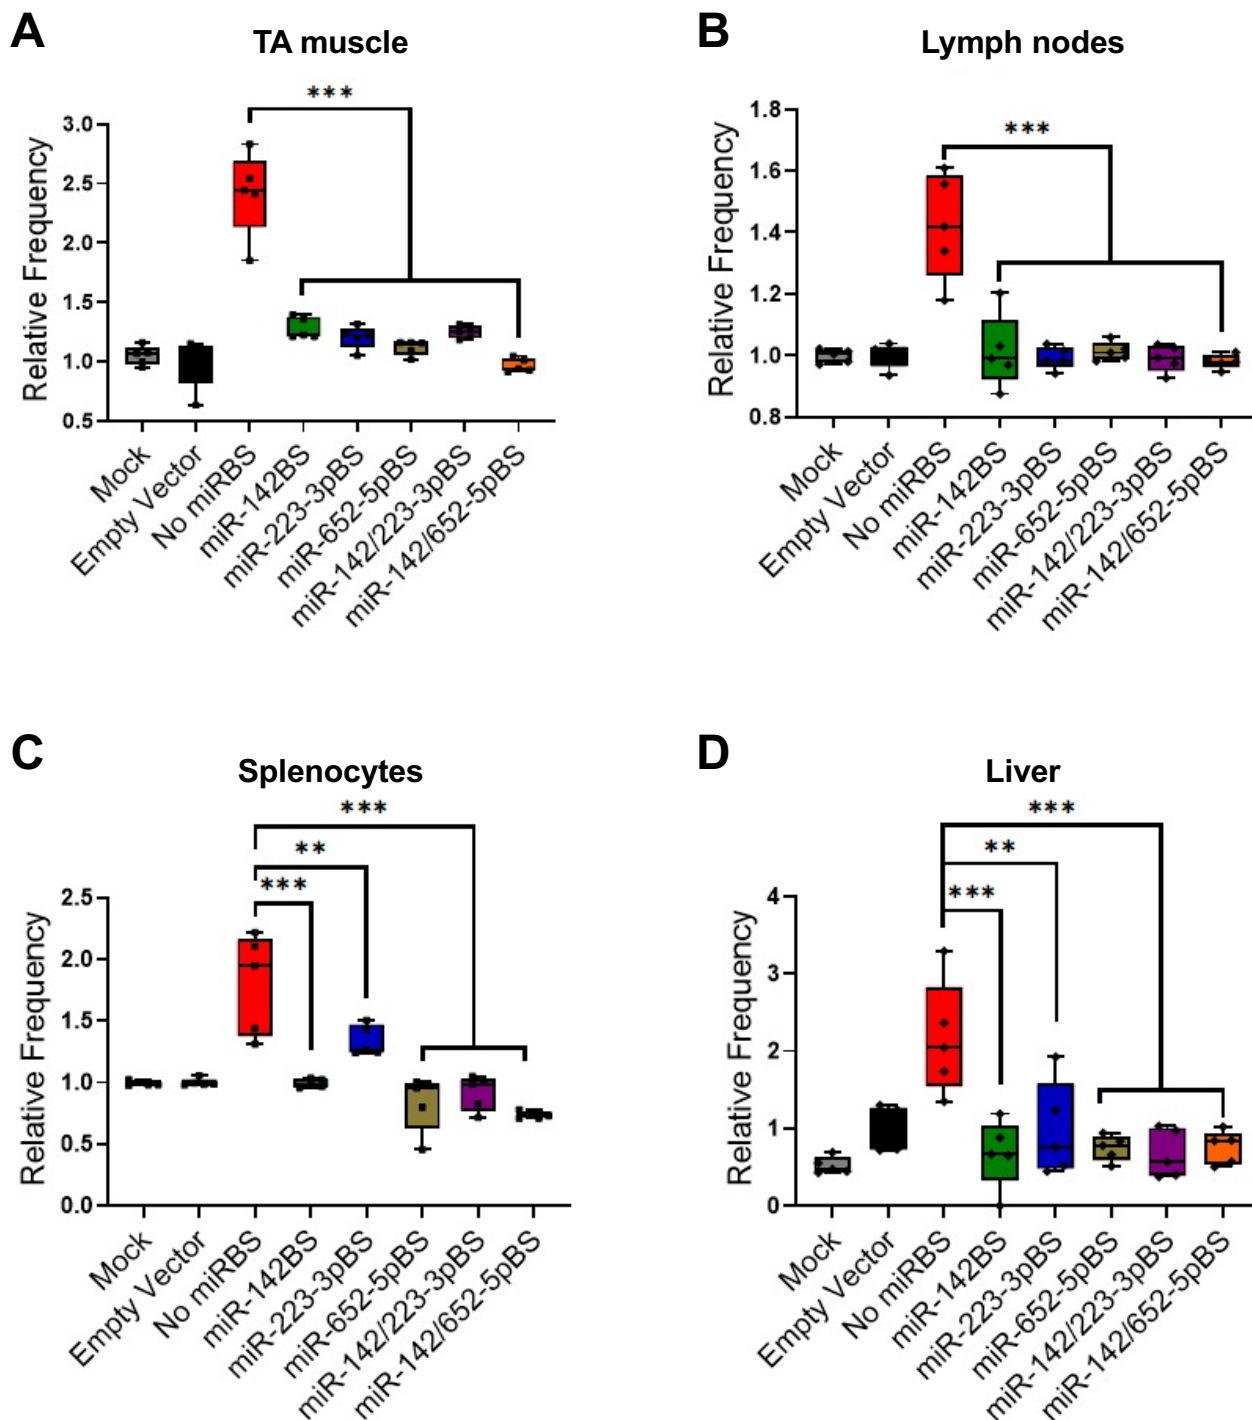 A
TA muscle
***
Relative Frequency
3.0
2.5
2.0
1.5
1.0
0.5
Mock
Empty Vector
No miRBS
miR-142BS
miR-223-3pBS
miR-652-5pBS
miR-142/223-3pBS
miR-142/652-5pBS
B
Lymph nodes
***
Relative Frequency
1.8
1.6
1.4
1.2
1.0
0.8
Mock
Empty Vector
No miRBS
miR-142BS
miR-223-3pBS
miR-652-5pBS
miR-142/223-3pBS
miR-142/652-5pBS
C
Splenocytes
***
**
***
Relative Frequency
2.5
2.0
1.5
1.0
0.5
0.0
Mock
Empty Vector
No miRBS
miR-142BS
miR-223-3pBS
miR-652-5pBS
miR-142/223-3pBS
miR-142/652-5pBS
D
Liver
***
**
***
Relative Frequency
4
3
2
1
0
Mock
Empty Vector
No miRBS
miR-142BS
miR-223-3pBS
miR-652-5pBS
miR-142/223-3pBS
miR-142/652-5pBS